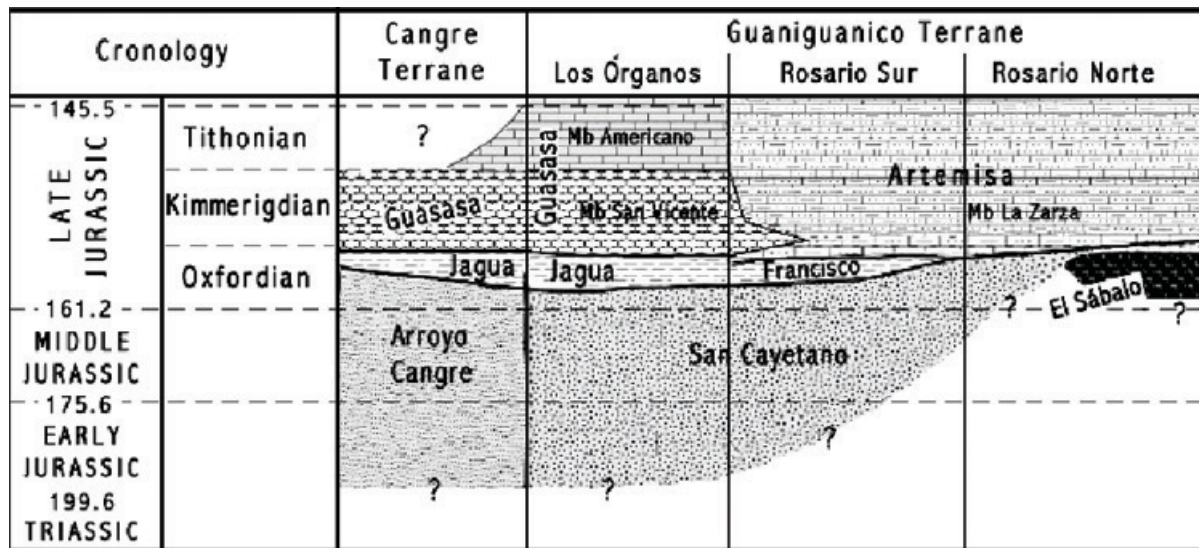 Cronology
Cangre
Terrane
Guaniguanico Terrane
Los Órganos
Rosario Sur
Rosario Norte
145.5
LATE
JURASSIC
Tithonian
?
Guasasa
Mb Americano
Artemisa
Kimmerigdian
Guasasa
Mb San Vicente
Mb La Zarza
Oxfordian
Jagua
Jagua
Francisco
El Sábalo
161.2
?
?
MIDDLE
JURASSIC
Arroyo
Cangre
San Cayetano
175.6
EARLY
JURASSIC
?
?
?
199.6
TRIASSIC